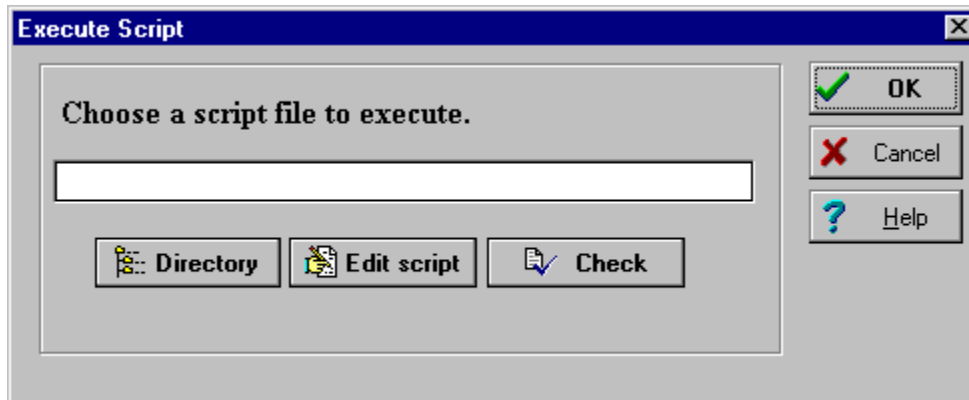 Execute Script
Choose a script file to execute.
OK
Cancel
Help
Directory
Edit script
Check